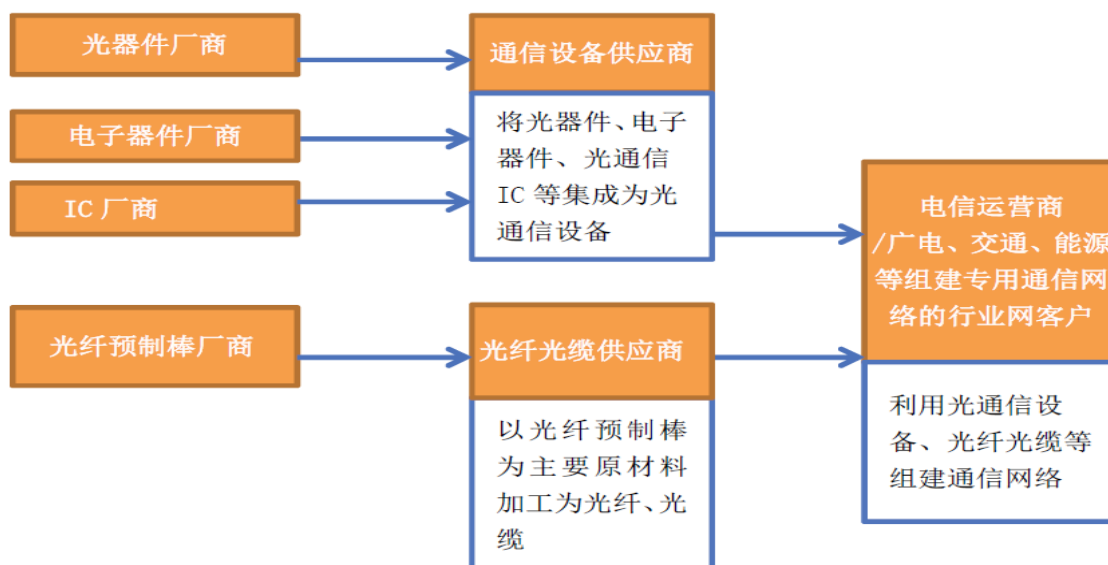 光器件厂商
电子器件厂商
IC 厂商
光纤预制棒厂商
通信设备供应商
将光器件、电子
器件、光通信
IC 等集成为光
通信设备
光纤光缆供应商
以光纤预制棒
为主要原材料
加工为光纤、光
缆
电信运营商
/广电、交通、能源
等组建专用通信网
络的行业网客户
利用光通信设
备、光纤光缆等
组建通信网络